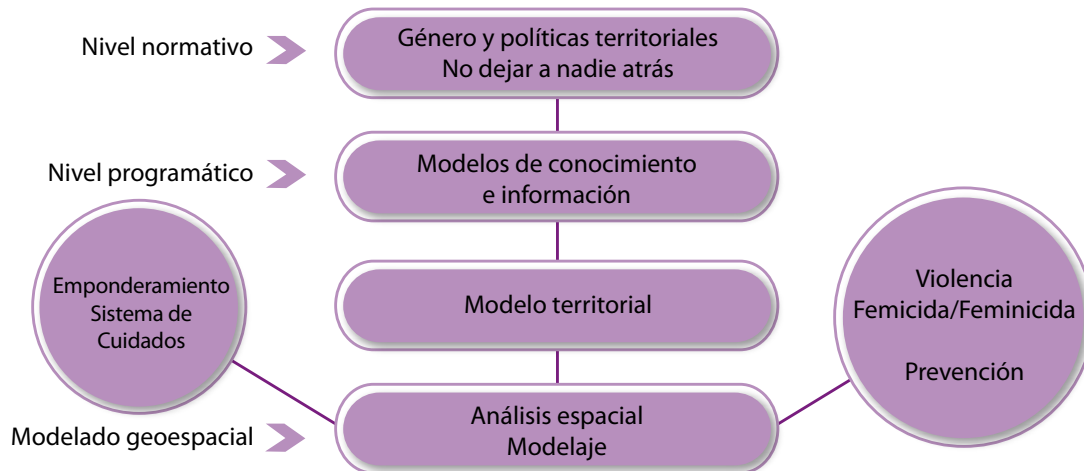 Nivel normativo
Género y políticas territoriales
No dejar a nadie atrás
Nivel programático
Modelos de conocimiento
e información
Emponderamiento
Sistema de
Cuidados
Modelo territorial
Violencia
Femicida/Feminicida
Prevención
Modelado geoespacial
Análisis espacial
Modelaje